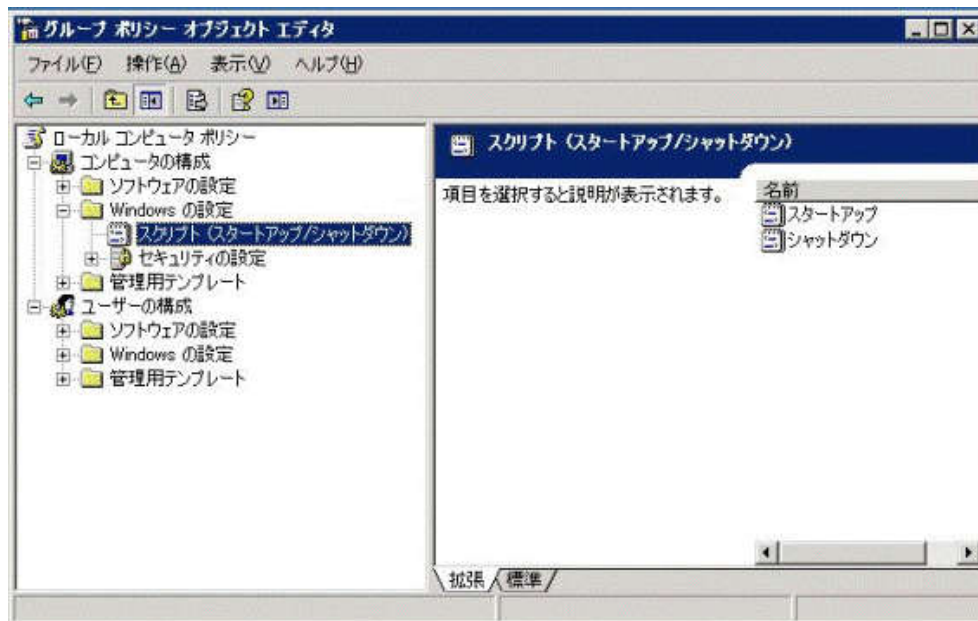 グループ ポリシー オブジェクト エディタ
ファイル(F) 操作(A) 表示(V) ヘルプ(H)
ローカル コンピュータ ポリシー
コンピュータの構成
ソフトウェアの設定
Windows の設定
スクリプト (スタートアップ/シャットダウン)
セキュリティの設定
管理用テンプレート
ユーザーの構成
ソフトウェアの設定
Windows の設定
管理用テンプレート
スクリプト (スタートアップ/シャットダウン)
項目を選択すると説明が表示されます。
名前
スタートアップ
シャットダウン
拡張 標準